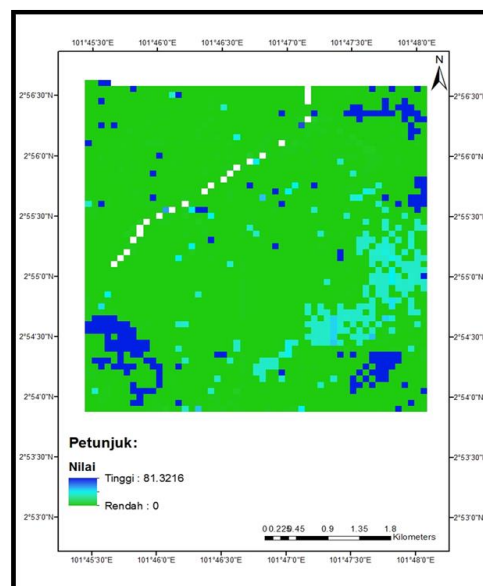 101°45'30"E 101°46'0"E 101°46'30"E 101°47'0"E 101°47'30"E 101°48'0"E
N
2°56'30"N 2°56'30"N
2°56'0"N 2°56'0"N
2°55'30"N 2°55'30"N
2°55'0"N 2°55'0"N
2°54'30"N 2°54'30"N
2°54'0"N 2°54'0"N
Petunjuk:
Nilai
Tinggi : 81.3216
Rendah : 0
2°53'30"N 2°53'30"N
2°53'0"N 2°53'0"N
0 0.225 0.45 0.9 1.35 1.8
Kilometers
101°45'30"E 101°46'0"E 101°46'30"E 101°47'0"E 101°47'30"E 101°48'0"E